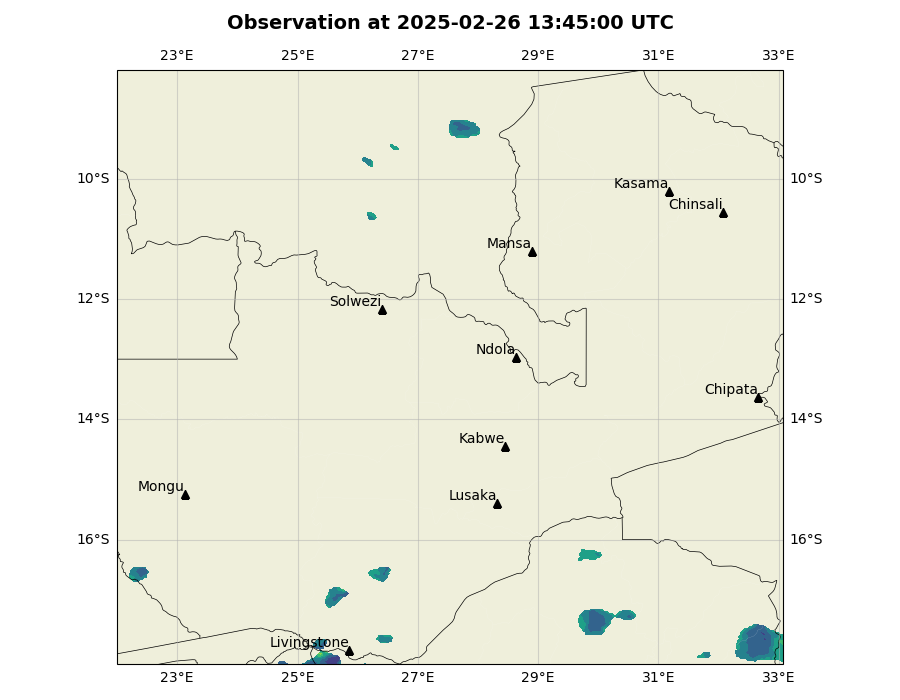 Observation at 2025-02-26 13:45:00 UTC
23°E 25°E 27°E 29°E 31°E 33°E
10°S 10°S
Kasama
Chinsali
Mansa
12°S 12°S
Solwezi
Ndola
Chipata
14°S 14°S
Kabwe
Mongu
Lusaka
16°S 16°S
Livingstone
23°E 25°E 27°E 29°E 31°E 33°E